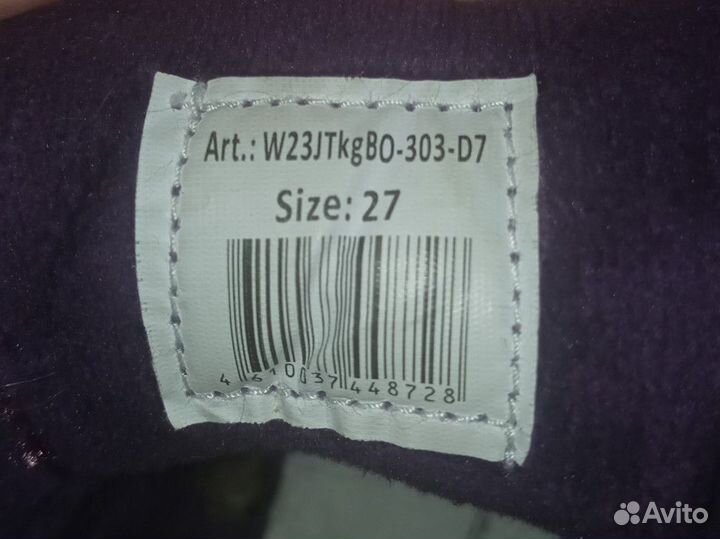 Art.: W23JTkgBO-303-D7
Size: 27
4 610037 448728
Avito